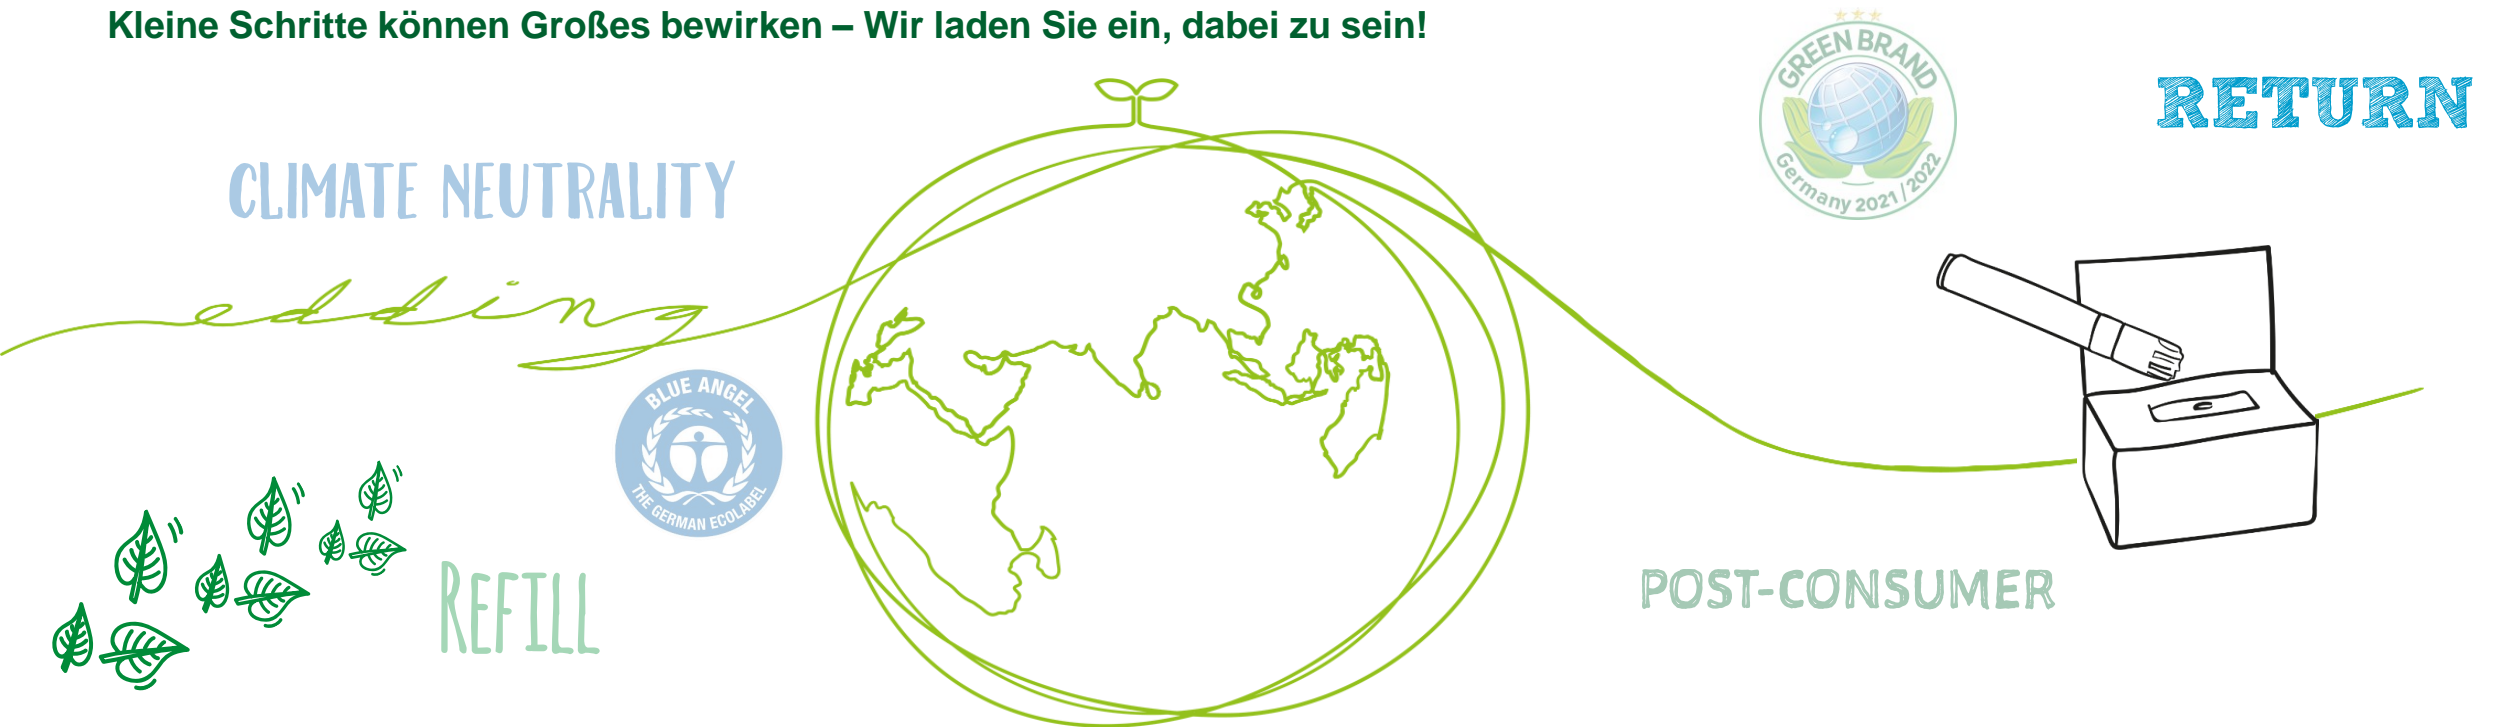 Kleine Schritte können Großes bewirken – Wir laden Sie ein, dabei zu sein!
GREEN BRAND
Germany 2021 / 2022
RETURN
CLIMATE NEUTRALITY
edding
BLUE ANGEL
THE GERMAN ECOLABEL
REFILL
POST-CONSUMER